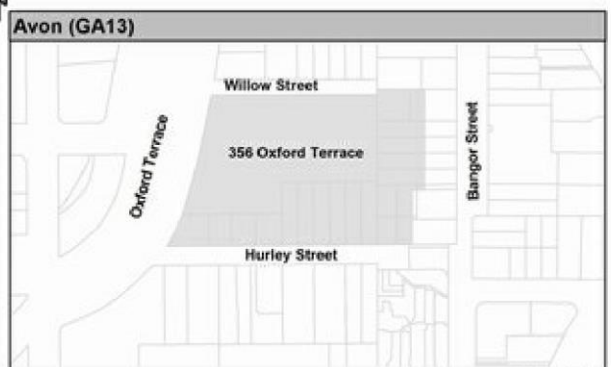 Avon (GA13)
Willow Street
356 Oxford Terrace
Oxford Terrace
Bangor Street
Hurley Street